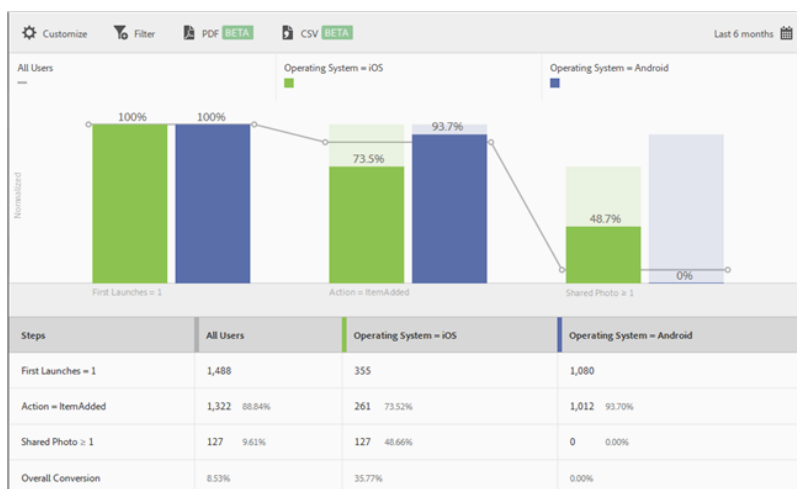 Customize Filter PDF BETA CSV BETA Last 6 months
All Users Operating System = iOS Operating System = Android
100% 100% 93.7%
73.5%
48.7%
0%
Normalized
First Launches = 1 Action = ItemAdded Shared Photo ≥ 1
Steps All Users Operating System = iOS Operating System = Android
First Launches = 1 1,488 355 1,080
Action = ItemAdded 1,322 88.84% 261 73.52% 1,012 93.70%
Shared Photo ≥ 1 127 9.61% 127 48.66% 0 0.00%
Overall Conversion 8.53% 35.77% 0.00%